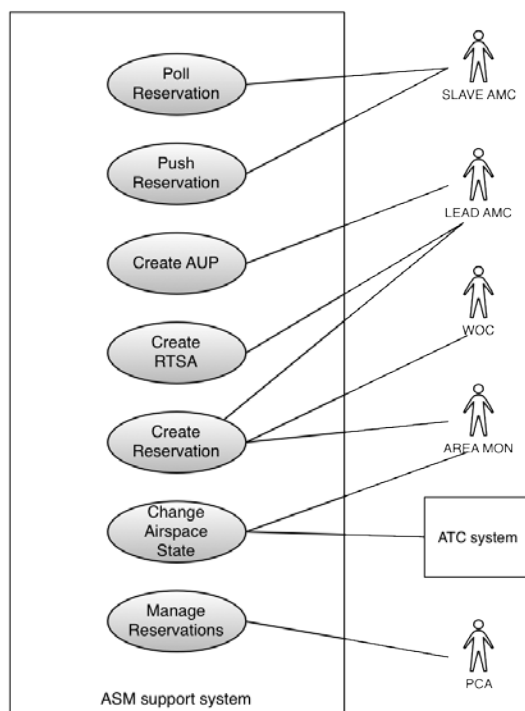 Poll
Reservation
SLAVE AMC
Push
Reservation
LEAD AMC
Create AUP
WOC
Create
RTSA
Create
Reservation
AREA MON
Change
Airspace
State
ATC system
Manage
Reservations
PCA
ASM support system